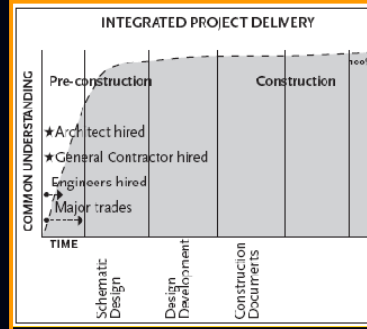 INTEGRATED PROJECT DELIVERY
Pre-construction
Construction
★Architect hired
★General Contractor hired
Engineers hired
Major trades
COMMON UNDERSTANDING
TIME
Schematic
Design
Design
Development
Construction
Documents